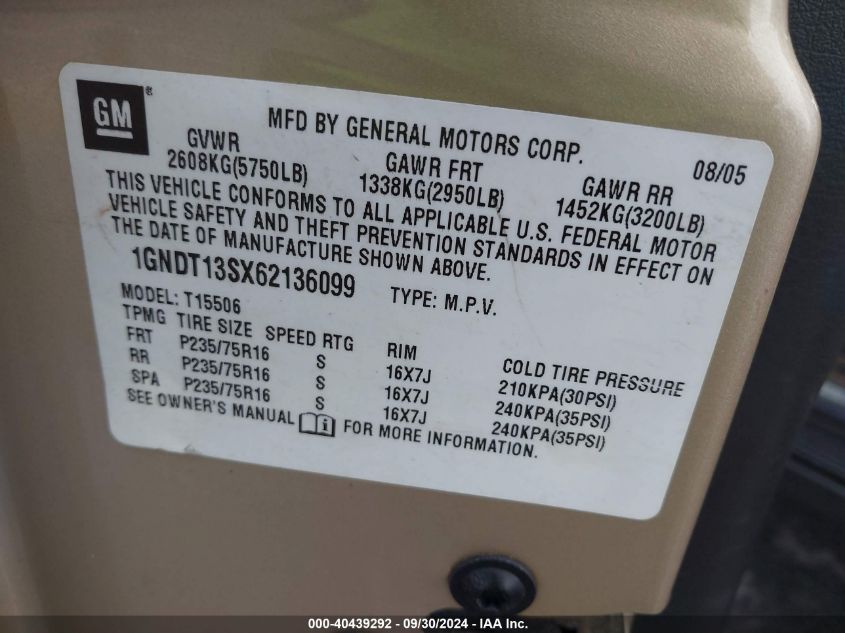 GM®
MFD BY GENERAL MOTORS CORP.
08/05
GVWR
GAWR FRT
GAWR RR
2608KG(5750LB)
1338KG(2950LB)
1452KG(3200LB)
THIS VEHICLE CONFORMS TO ALL APPLICABLE U.S. FEDERAL MOTOR
VEHICLE SAFETY AND THEFT PREVENTION STANDARDS IN EFFECT ON
THE DATE OF MANUFACTURE SHOWN ABOVE.
1GNDT13SX62136099 TYPE: M.P.V.
MODEL: T15506
TPMG TIRE SIZE SPEED RTG RIM COLD TIRE PRESSURE
FRT P235/75R16 S 16X7J 210KPA(30PSI)
RR P235/75R16 S 16X7J 240KPA(35PSI)
SPA P235/75R16 S 16X7J 240KPA(35PSI)
SEE OWNER'S MANUAL FOR MORE INFORMATION.
000-40439292 - 09/30/2024 - IAA Inc.